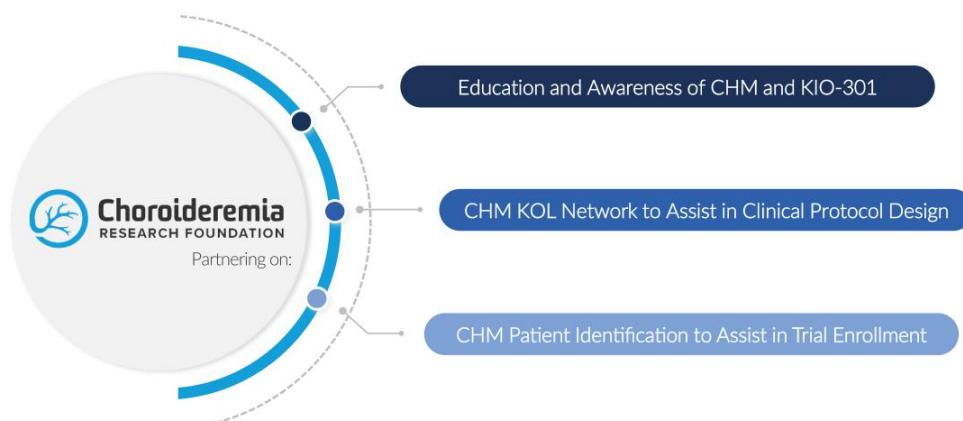 Choroideremia
RESEARCH FOUNDATION
Partnering on:
Education and Awareness of CHM and KIO-301
CHM KOL Network to Assist in Clinical Protocol Design
CHM Patient Identification to Assist in Trial Enrollment